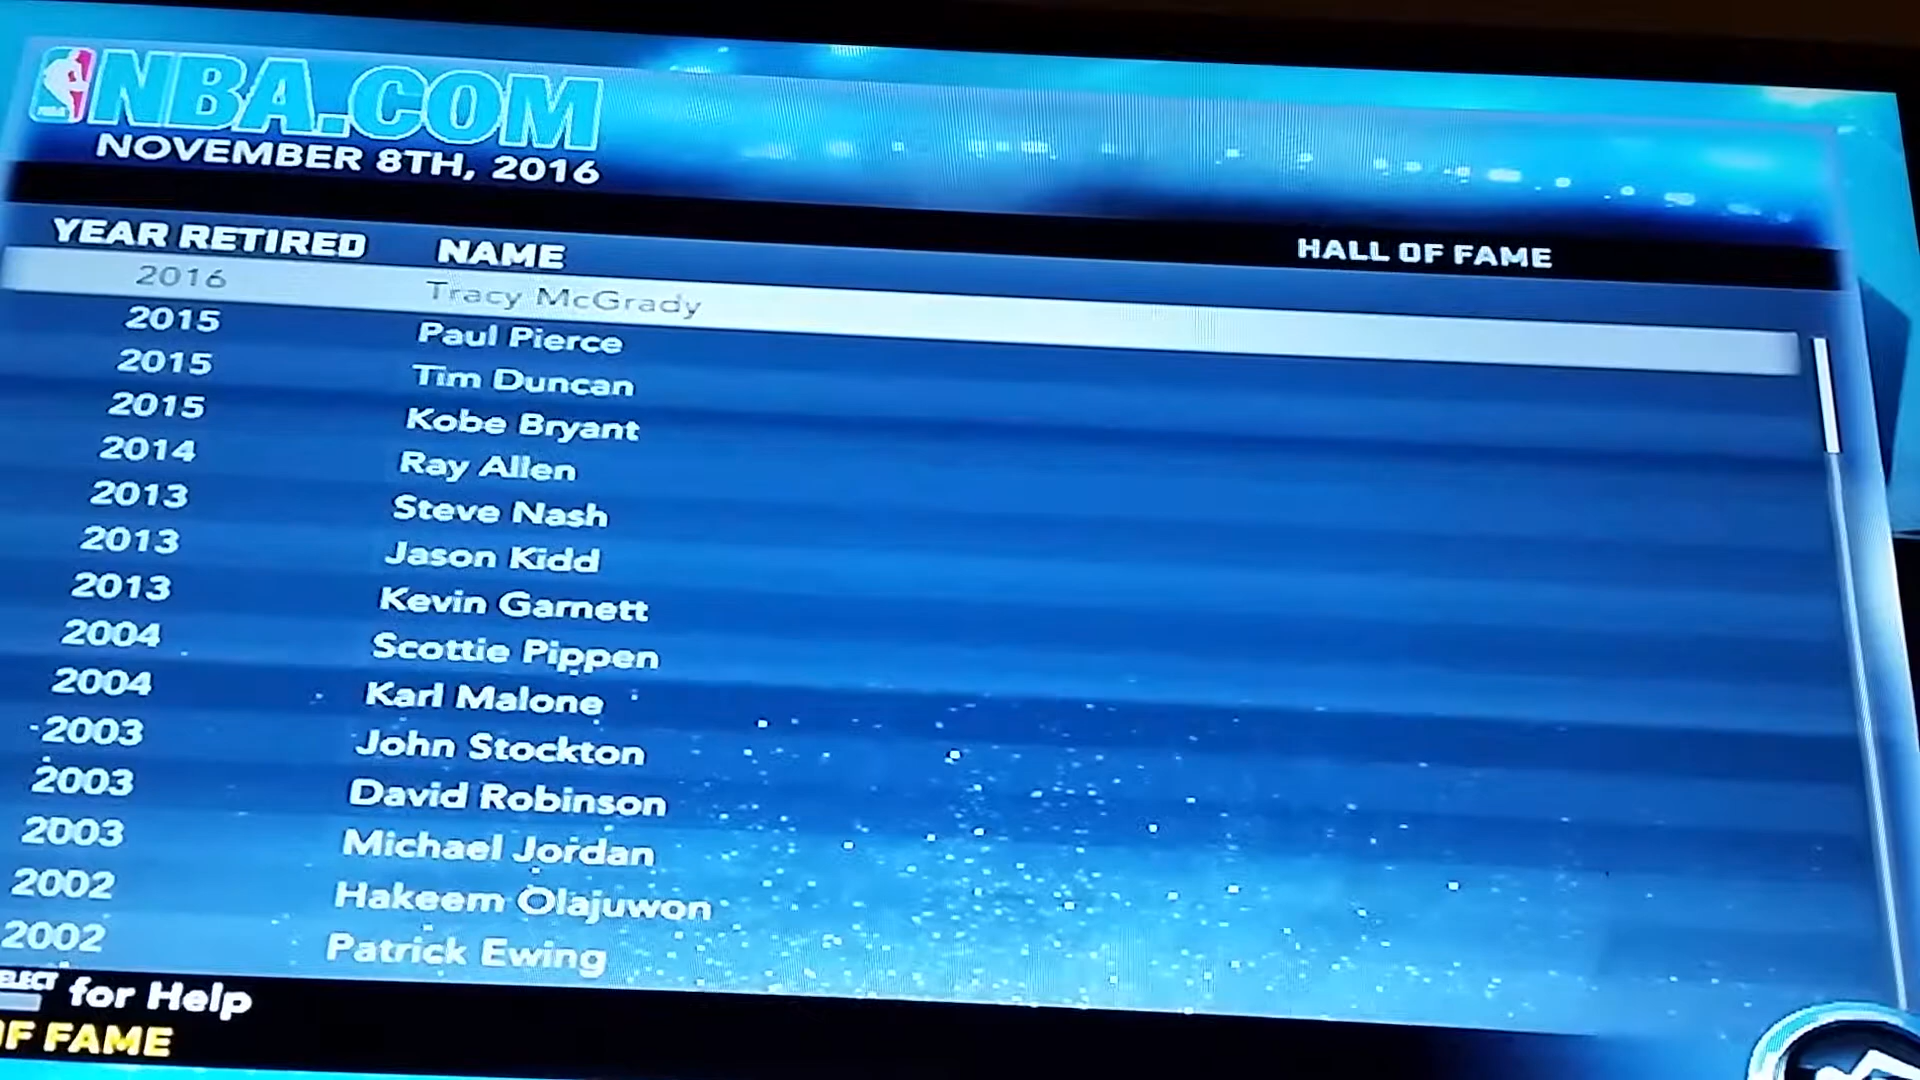 NBA.COM
NOVEMBER 8TH, 2016
HALL OF FAME
YEAR RETIRED NAME
2016 Tracy McGrady
2015 Paul Pierce
2015 Tim Duncan
2015 Kobe Bryant
2014 Ray Allen
2013 Steve Nash
2013 Jason Kidd
2013 Kevin Garnett
2004 Scottie Pippen
2004 Karl Malone
2003 John Stockton
2003 David Robinson
2003 Michael Jordan
2002 Hakeem Olajuwon
2002 Patrick Ewing
ELECT for Help
OF FAME